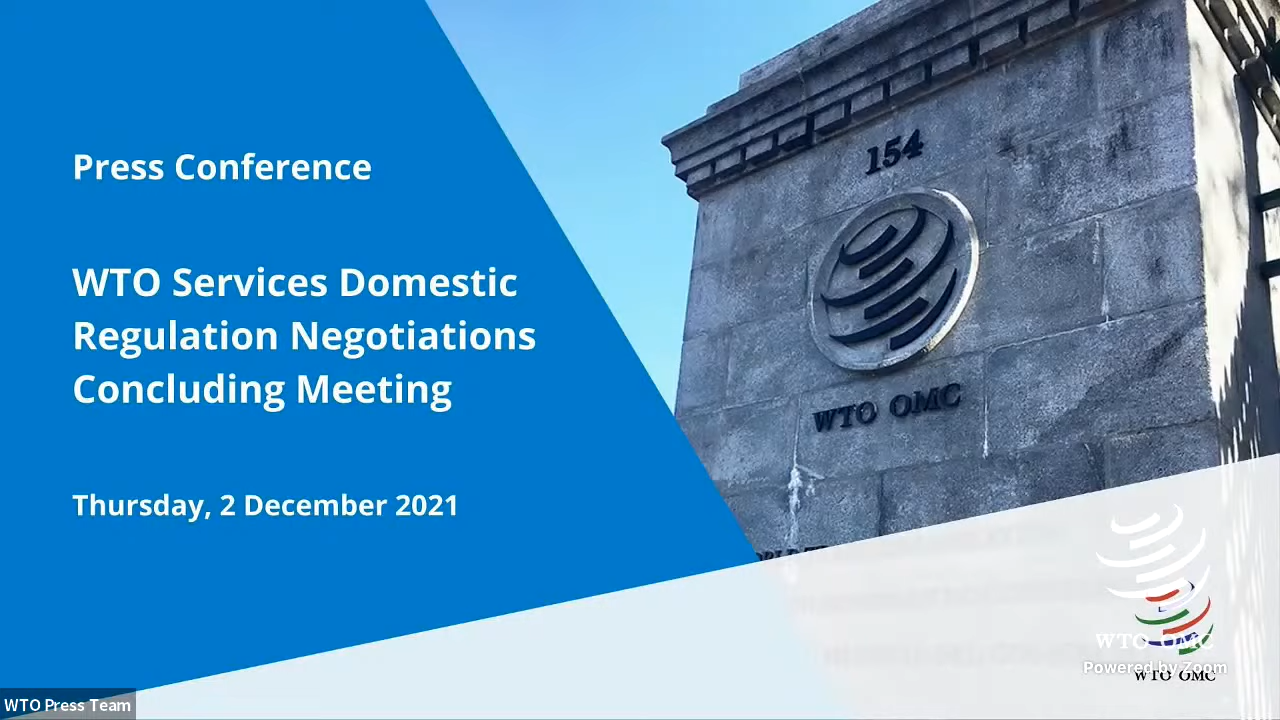 Press Conference
WTO Services Domestic
Regulation Negotiations
Concluding Meeting
Thursday, 2 December 2021
154
WTO OMC
WTO OMC
Powered by Zoom
WTO OMC
WTO Press Team